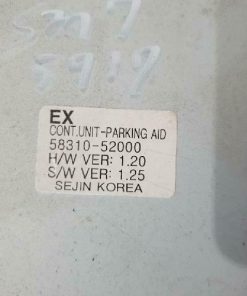 EX
CONT.UNIT-PARKING AID
58310-52000
H/W VER: 1.20
S/W VER: 1.25
SEJIN KOREA